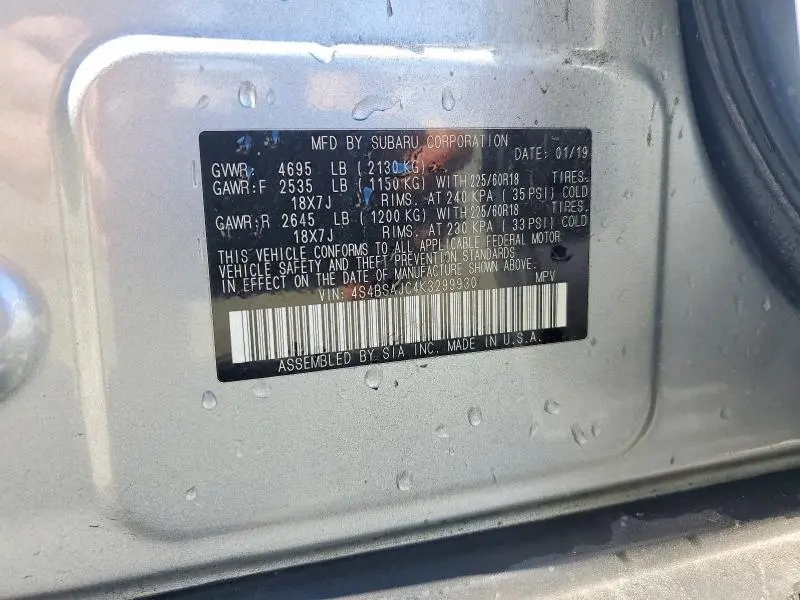 MFD BY SUBARU CORPORATION
DATE: 01/19
GVWR: 4695 LB (2130 KG)
GAWR:F 2535 LB (1150 KG) WITH 225/60R18 TIRES.
18X7J RIMS. AT 240 KPA (35 PSI) COLD
GAWR:R 2645 LB (1200 KG) WITH 225/60R18 TIRES.
18X7J RIMS. AT 230 KPA (33 PSI) COLD
THIS VEHICLE CONFORMS TO ALL APPLICABLE FEDERAL MOTOR
VEHICLE SAFETY AND THEFT PREVENTION STANDARDS
IN EFFECT ON THE DATE OF MANUFACTURE SHOWN ABOVE.
VIN: 4S4BSAJC4K3299930 MPV
ASSEMBLED BY SIA INC. MADE IN U.S.A.